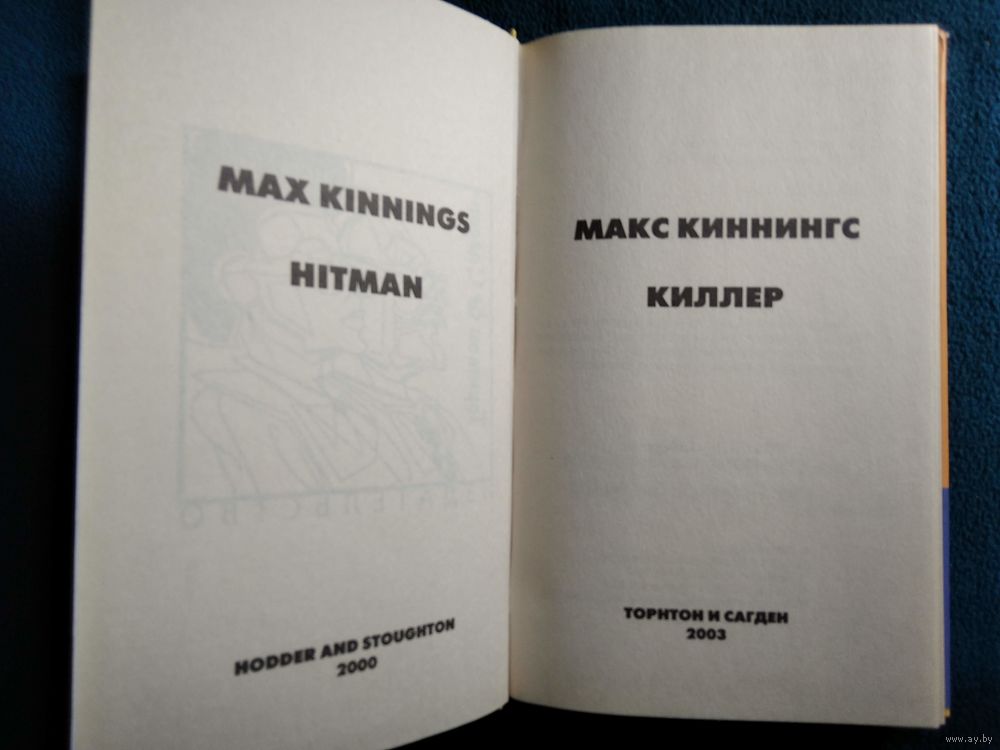 MAX KINNINGS
HITMAN
HODDER AND STOUGHTON
2000
МАКС КИННИНГС
КИЛЛЕР
ТОРНТОН И САГДЕН
2003
www.ay.by